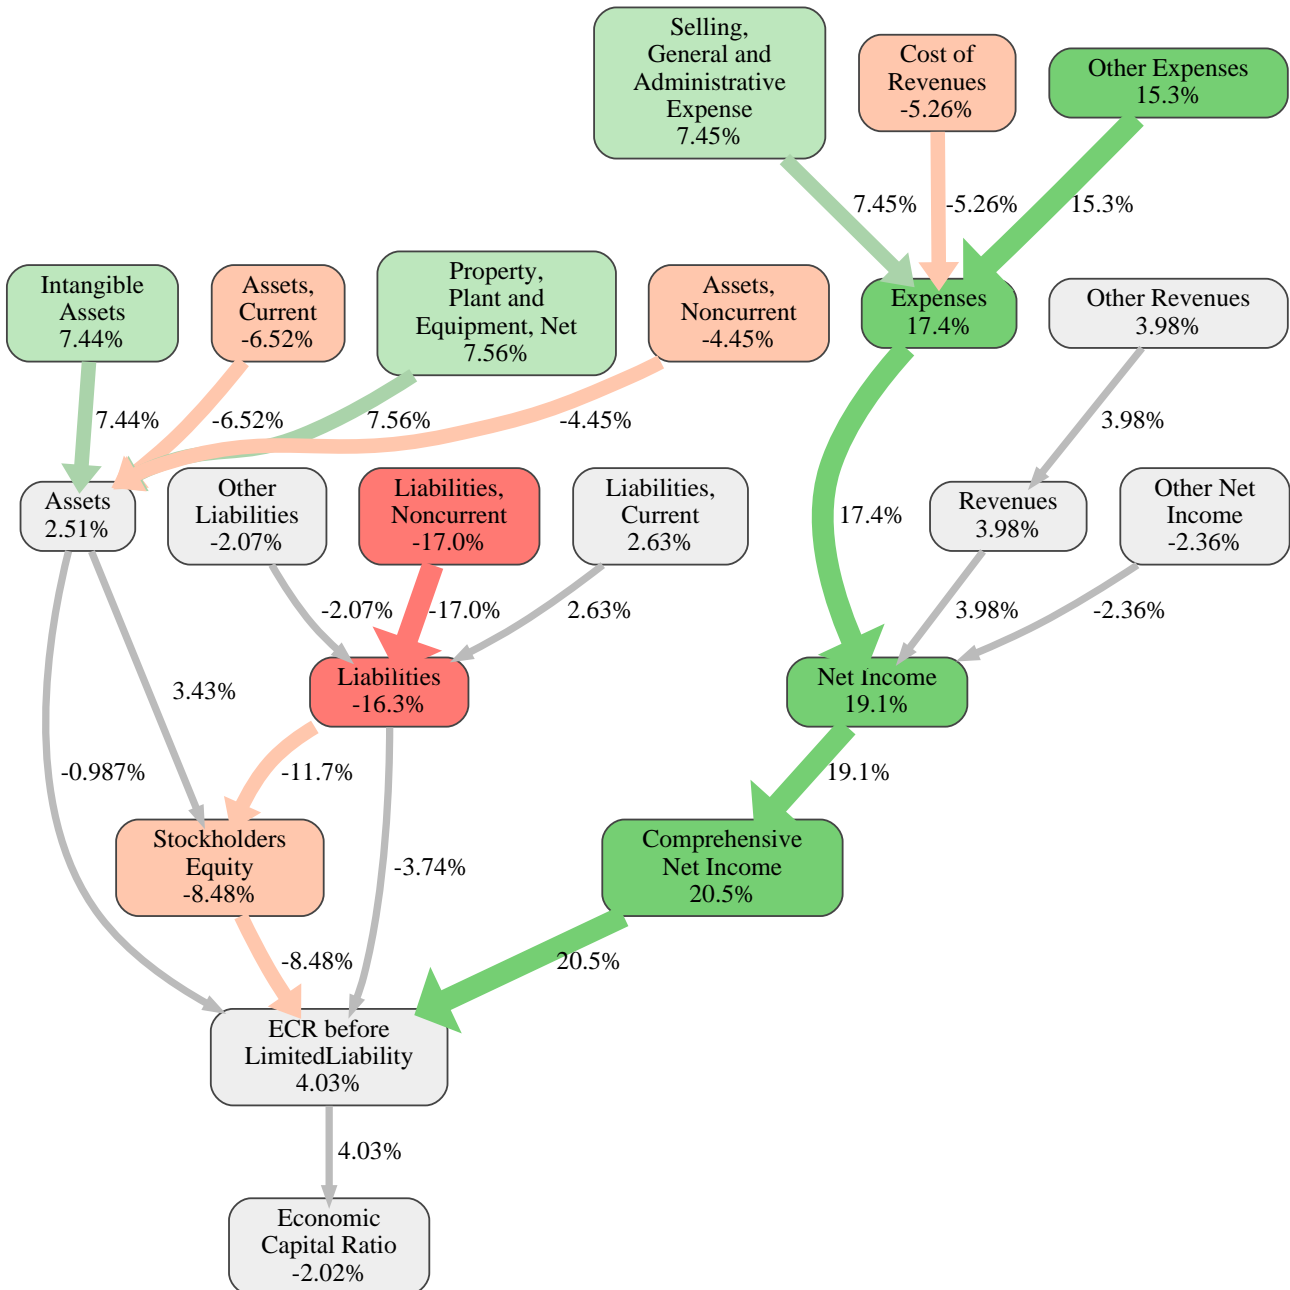 Selling,
General and
Administrative
Expense
7.45%
Cost of
Revenues
-5.26%
Other Expenses
15.3%
7.45%
-5.26%
15.3%
Intangible
Assets
7.44%
Assets,
Current
-6.52%
Property,
Plant and
Equipment, Net
7.56%
Assets,
Noncurrent
-4.45%
Expenses
17.4%
Other Revenues
3.98%
7.44%
-6.52%
7.56%
-4.45%
3.98%
Assets
2.51%
Other
Liabilities
-2.07%
Liabilities,
Noncurrent
-17.0%
Liabilities,
Current
2.63%
17.4%
Revenues
3.98%
Other Net
Income
-2.36%
-2.07%
-17.0%
2.63%
3.98%
-2.36%
3.43%
Liabilities
-16.3%
Net Income
19.1%
-0.987%
-11.7%
19.1%
Stockholders
Equity
-8.48%
-3.74%
Comprehensive
Net Income
20.5%
-8.48%
20.5%
ECR before
LimitedLiability
4.03%
4.03%
Economic
Capital Ratio
-2.02%